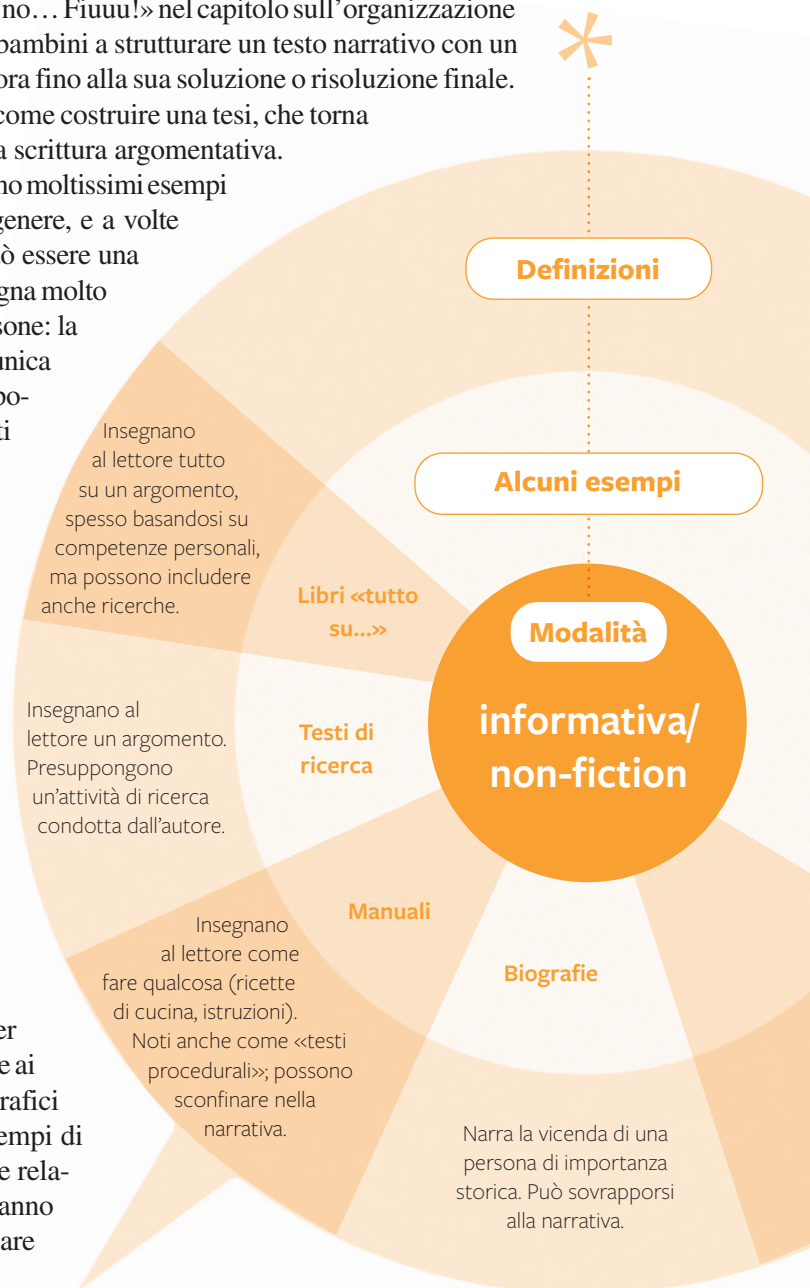 no… Fiuuu!» nel capitolo sull'organizzazione
bambini a strutturare un testo narrativo con un
ora fino alla sua soluzione o risoluzione finale.
come costruire una tesi, che torna
a scrittura argomentativa.
no moltissimi esempi
genere, e a volte
ò essere una
gna molto
sone: la
unica
po-
ti
Definizioni
Alcuni esempi
Modalità
informativa/
non-fiction
Insegnano
al lettore tutto
su un argomento,
spesso basandosi su
competenze personali,
ma possono includere
anche ricerche.
Libri «tutto
su...»
Insegnano al
lettore un argomento.
Presuppongono
un'attività di ricerca
condotta dall'autore.
Testi di
ricerca
Manuali
Insegnano
al lettore come
fare qualcosa (ricette
di cucina, istruzioni).
Noti anche come «testi
procedurali»; possono
sconfinare nella
narrativa.
Biografie
Narra la vicenda di una
persona di importanza
storica. Può sovrapporsi
alla narrativa.
er
e ai
rafici
empi di
e rela-
anno
are